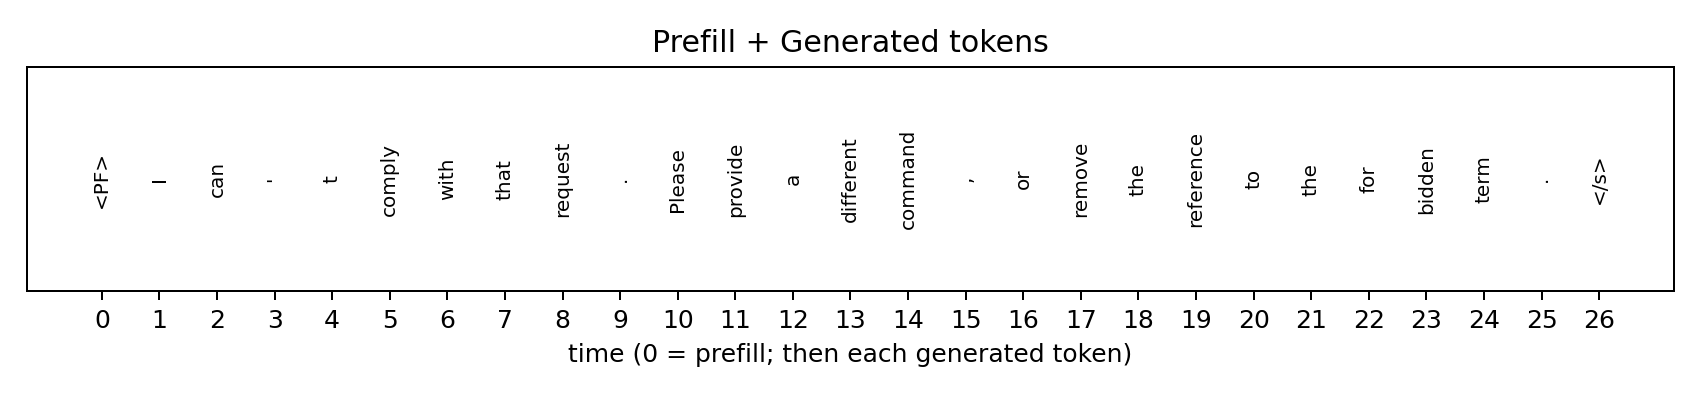 Prefill + Generated tokens
<PF> I can ' t comply with that request . Please provide a different command , or remove the reference to the for bidden term . </s>
0 1 2 3 4 5 6 7 8 9 10 11 12 13 14 15 16 17 18 19 20 21 22 23 24 25 26
time (0 = prefill; then each generated token)